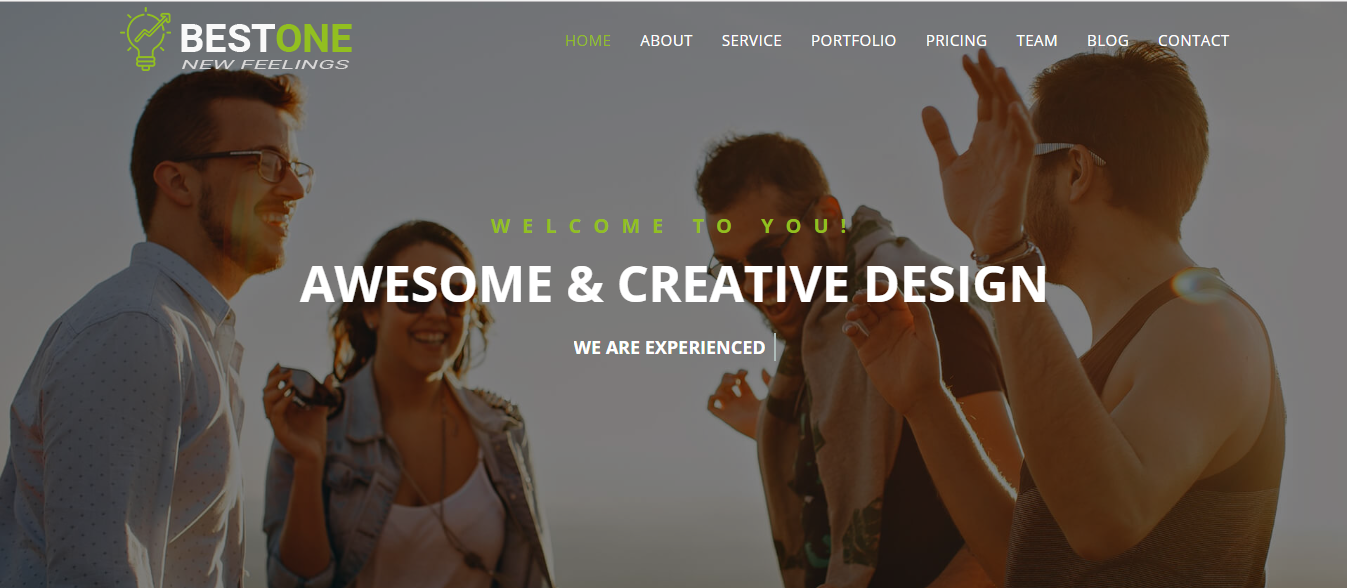 BESTONE
NEW FEELINGS
HOME ABOUT SERVICE PORTFOLIO PRICING TEAM BLOG CONTACT
WELCOME TO YOU!
AWESOME & CREATIVE DESIGN
WE ARE EXPERIENCED